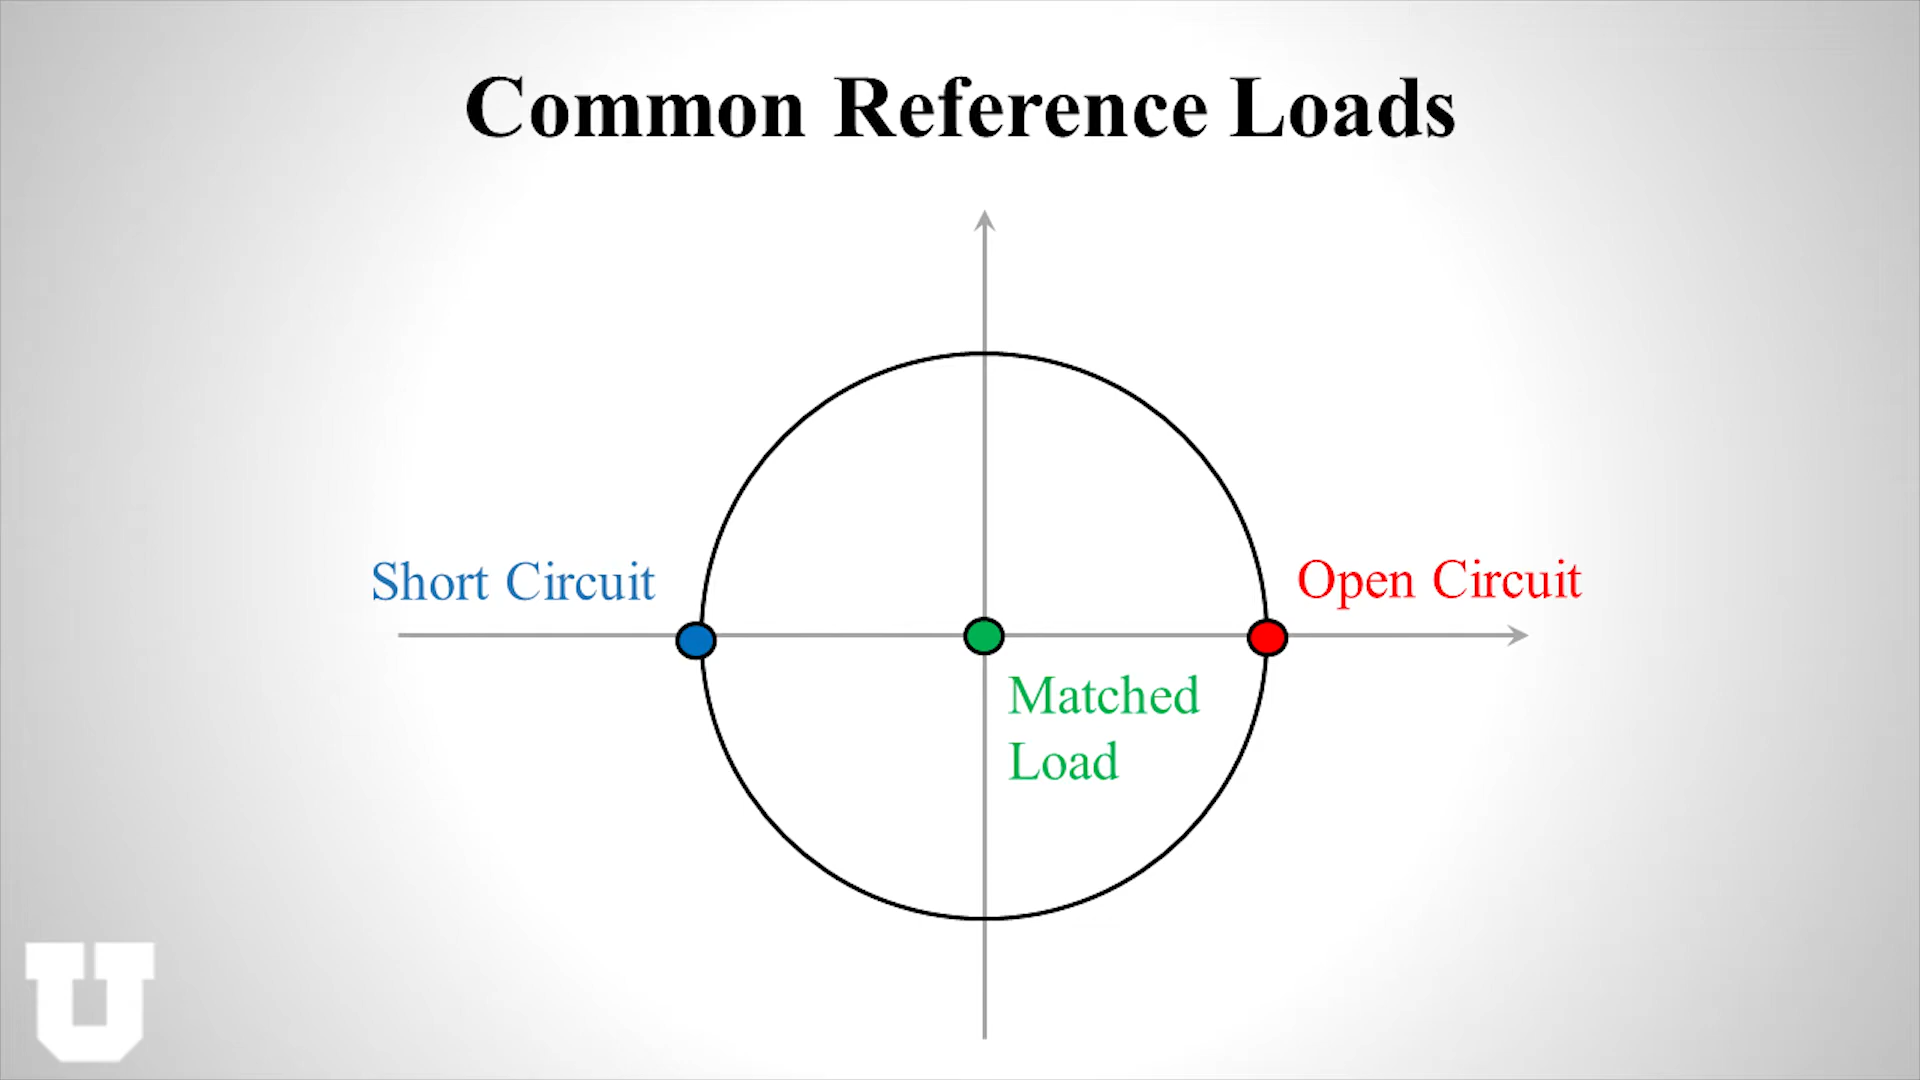 Common Reference Loads
Short Circuit
Open Circuit
Matched
Load
U